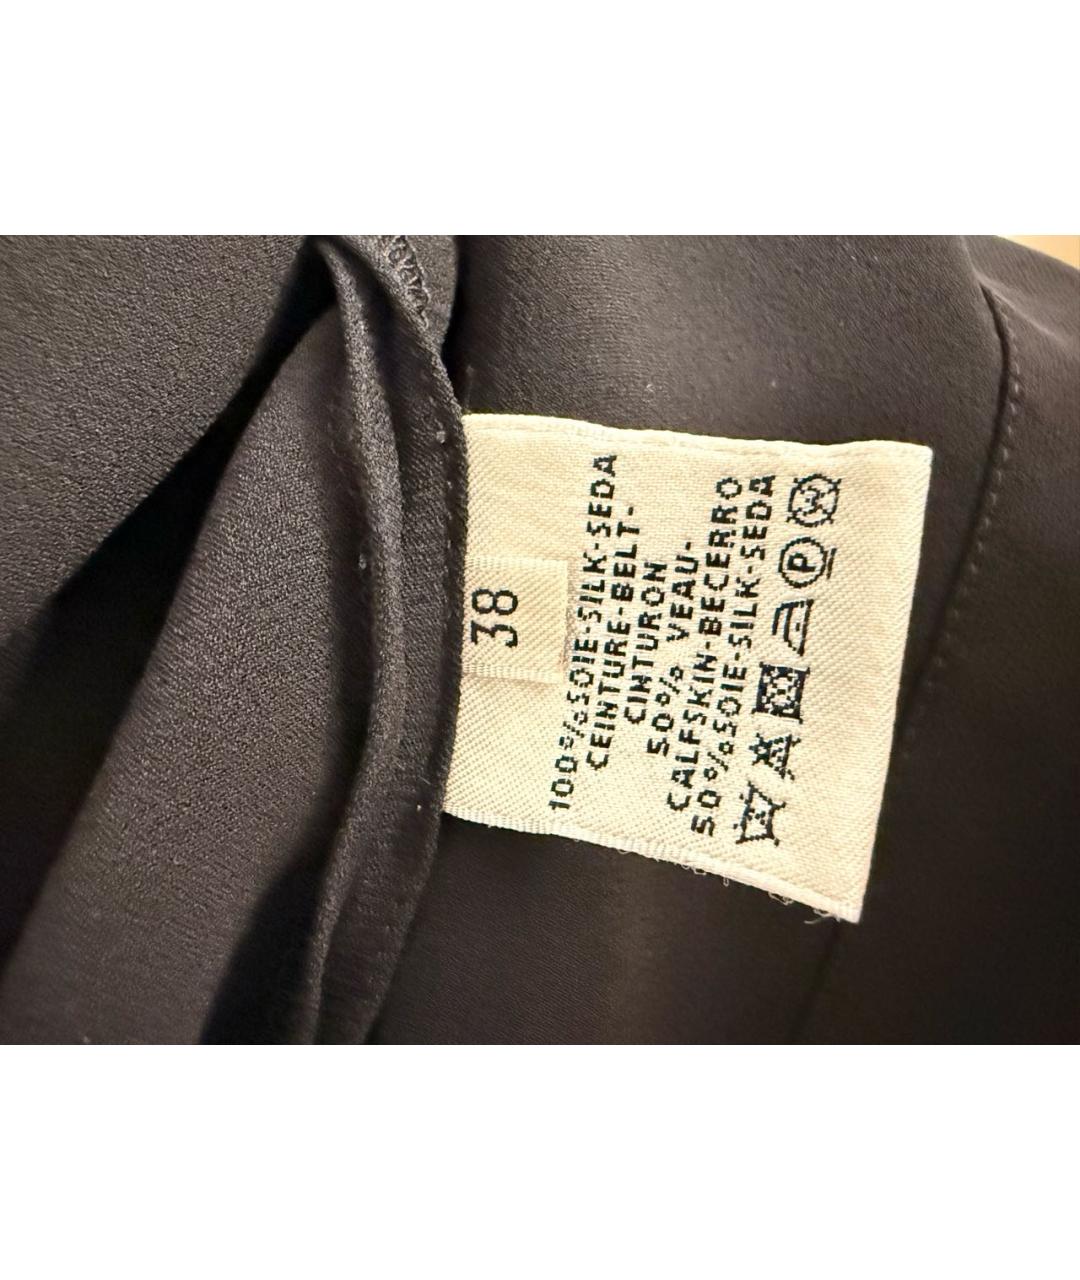 38
100%SOIE-SILK-SEDA
CEINTURE-BELT-
CINTURON
50% VEAU-
CALFSKIN-BECERRO
50%SOIE-SILK-SEDA
P
W